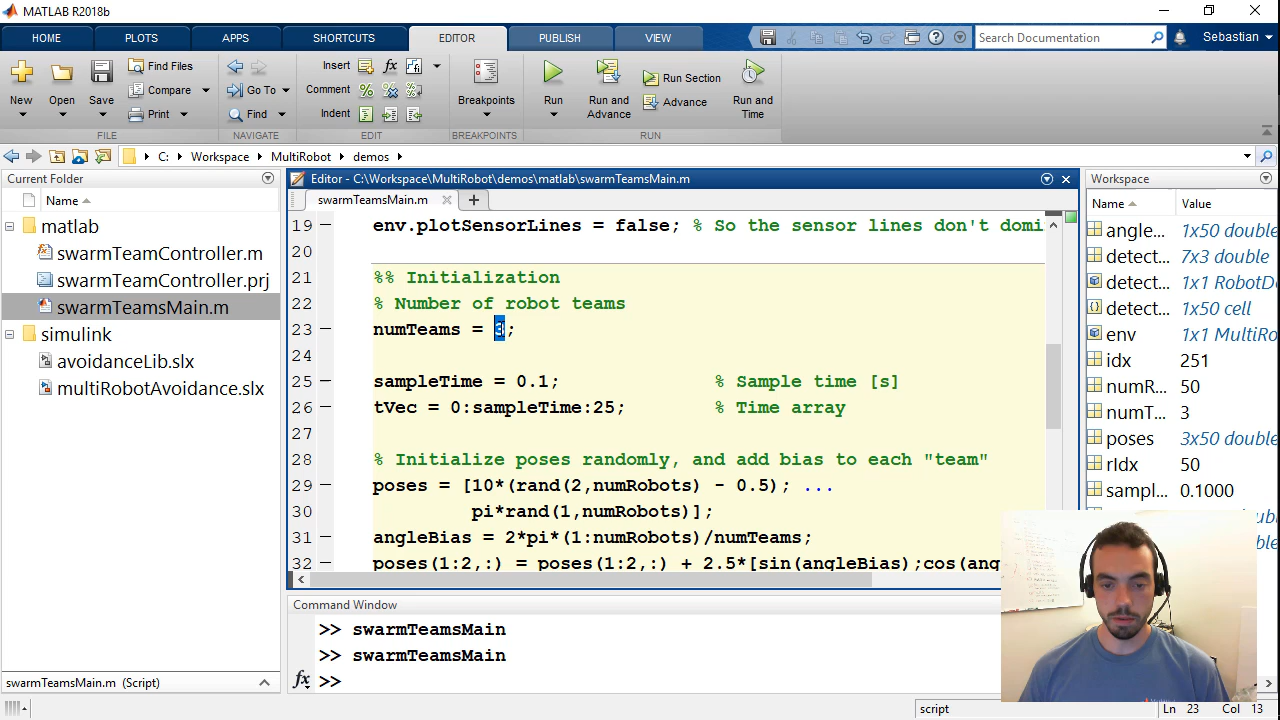 MATLAB R2018b
HOME PLOTS APPS SHORTCUTS EDITOR PUBLISH VIEW Search Documentation Sebastian
New Open Save Find Files Compare Print
FILE
Go To Find
NAVIGATE
Insert Comment Indent
EDIT
Breakpoints
BREAKPOINTS
Run Run and Advance Run Section Advance Run and Time
RUN
C: Workspace MultiRobot demos
Current Folder
Name
matlab
swarmTeamController.m
swarmTeamController.prj
swarmTeamsMain.m
simulink
avoidanceLib.slx
multiRobotAvoidance.slx
swarmTeamsMain.m (Script)
Editor - C:\Workspace\MultiRobot\demos\matlab\swarmTeamsMain.m
swarmTeamsMain.m
19 env.plotSensorLines = false; % So the sensor lines don't domi
20
21 %% Initialization
22 % Number of robot teams
23 numTeams = 3;
24
25 sampleTime = 0.1; % Sample time [s]
26 tVec = 0:sampleTime:25; % Time array
27
28 % Initialize poses randomly, and add bias to each "team"
29 poses = [10*(rand(2,numRobots) - 0.5); ...
30 pi*rand(1,numRobots)];
31 angleBias = 2*pi*(1:numRobots)/numTeams;
32 poses(1:2,:) = poses(1:2,:) + 2.5*[sin(angleBias);cos(ang
Command Window
>> swarmTeamsMain
>> swarmTeamsMain
fx >>
Workspace
Name Value
angle... 1x50 double
detect... 7x3 double
detect... 1x1 RobotD
detect... 1x50 cell
env 1x1 MultiRo
idx 251
numR... 50
numT... 3
poses 3x50 double
rIdx 50
sampl... 0.1000
script Ln 23 Col 13